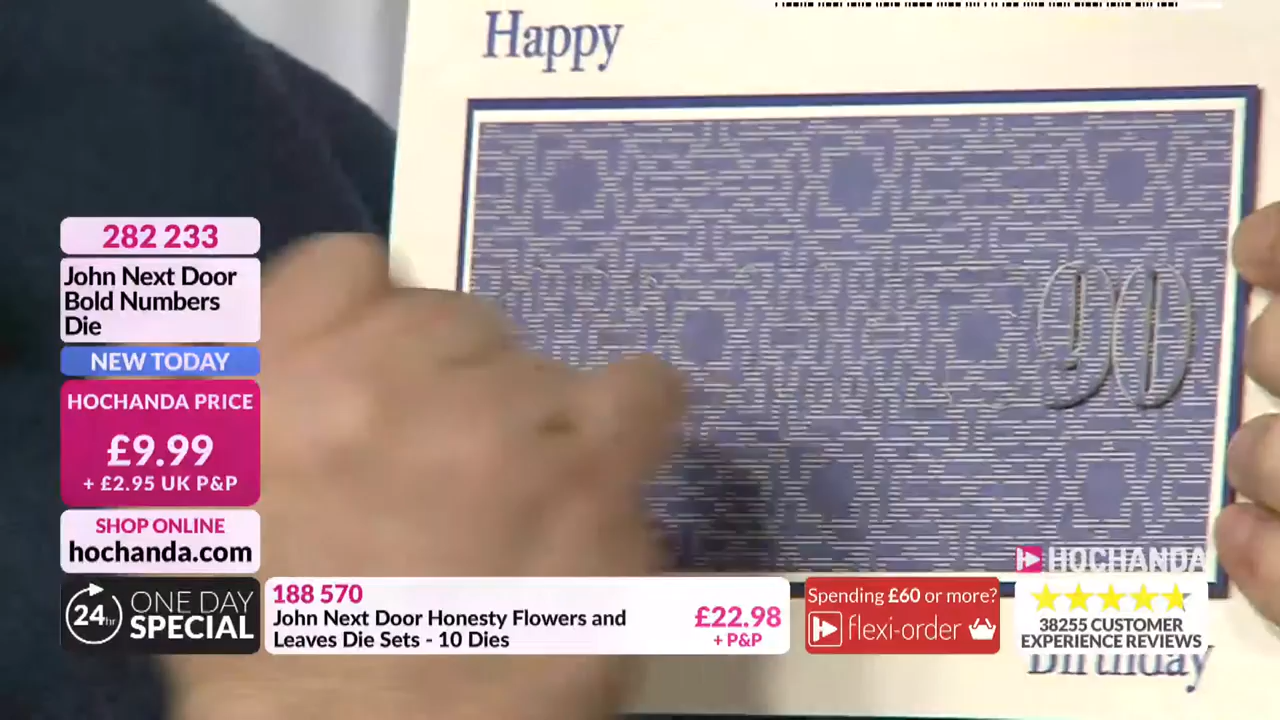 Happy
90
282 233
John Next Door
Bold Numbers
Die
NEW TODAY
HOCHANDA PRICE
£9.99
+ £2.95 UK P&P
SHOP ONLINE
hochanda.com
24hr
ONE DAY
SPECIAL
188 570
John Next Door Honesty Flowers and
Leaves Die Sets - 10 Dies
£22.98
+ P&P
Spending £60 or more?
flexi-order
HOCHANDA
38255 CUSTOMER
EXPERIENCE REVIEWS
Birthday